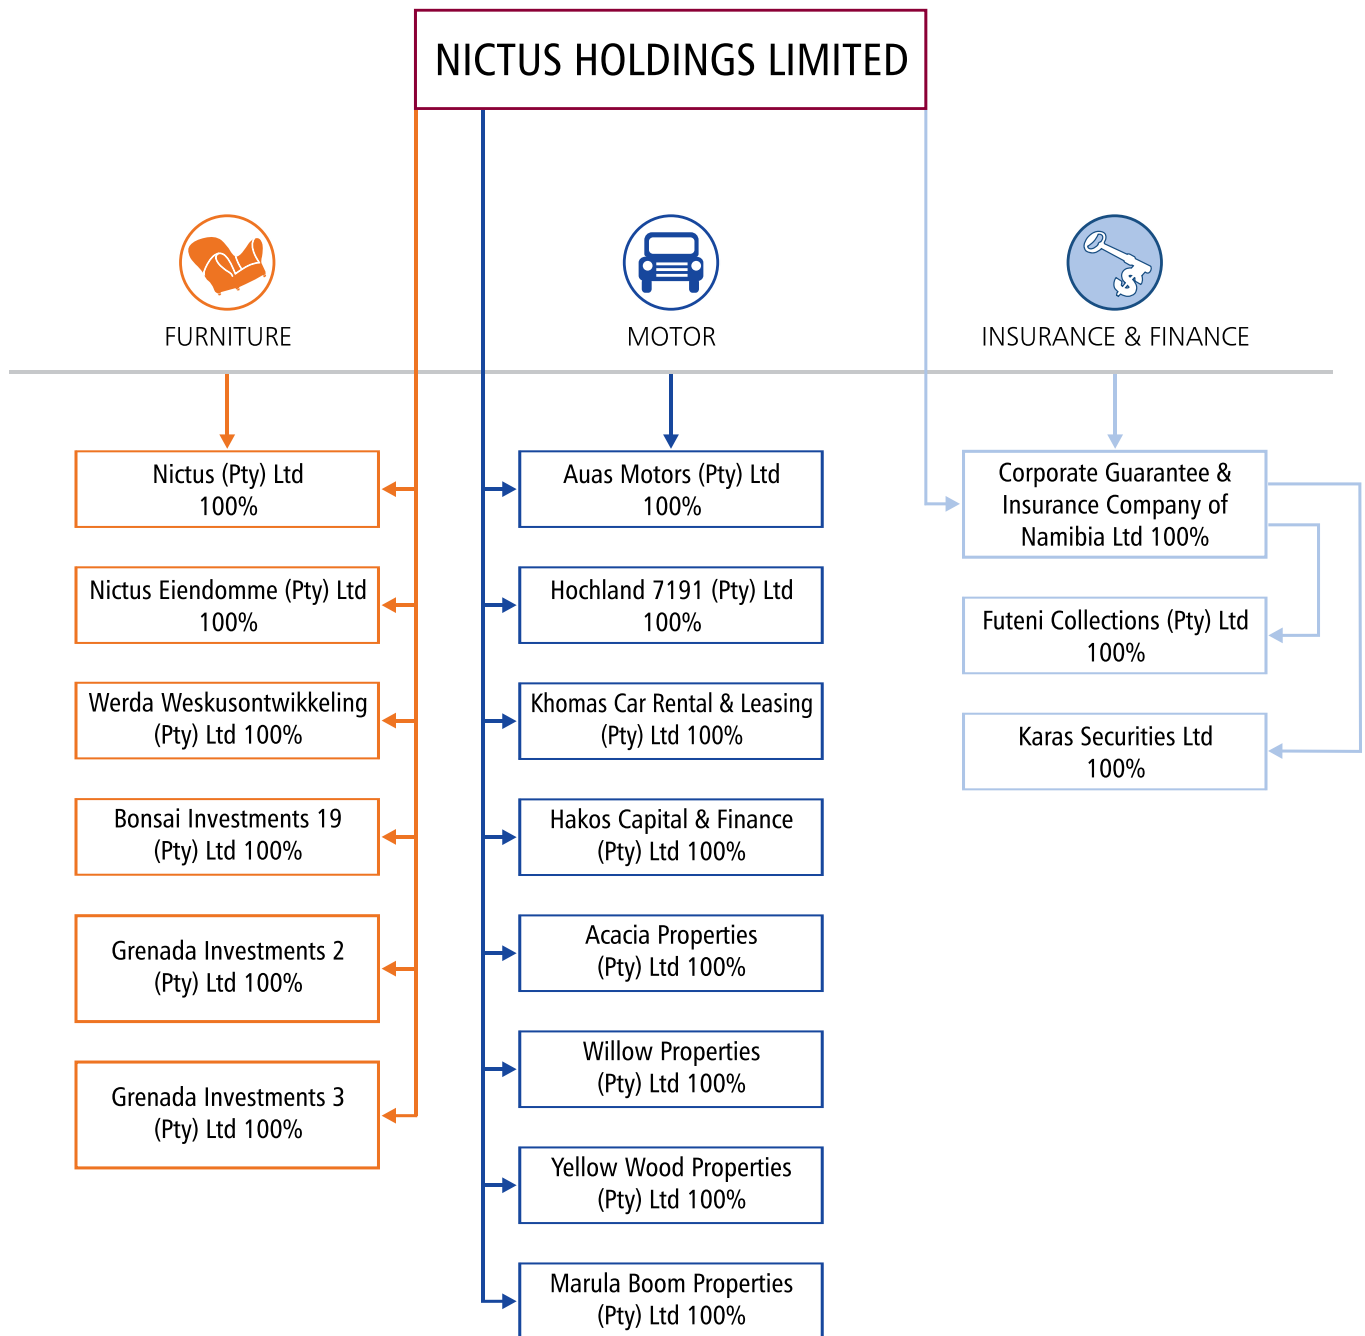 NICTUS HOLDINGS LIMITED
FURNITURE
Nictus (Pty) Ltd
100%
Nictus Eiendomme (Pty) Ltd
100%
Werda Weskusontwikkeling
(Pty) Ltd 100%
Bonsai Investments 19
(Pty) Ltd 100%
Grenada Investments 2
(Pty) Ltd 100%
Grenada Investments 3
(Pty) Ltd 100%
MOTOR
Auas Motors (Pty) Ltd
100%
Hochland 7191 (Pty) Ltd
100%
Khomas Car Rental & Leasing
(Pty) Ltd 100%
Hakos Capital & Finance
(Pty) Ltd 100%
Acacia Properties
(Pty) Ltd 100%
Willow Properties
(Pty) Ltd 100%
Yellow Wood Properties
(Pty) Ltd 100%
Marula Boom Properties
(Pty) Ltd 100%
INSURANCE & FINANCE
Corporate Guarantee &
Insurance Company of
Namibia Ltd 100%
Futeni Collections (Pty) Ltd
100%
Karas Securities Ltd
100%